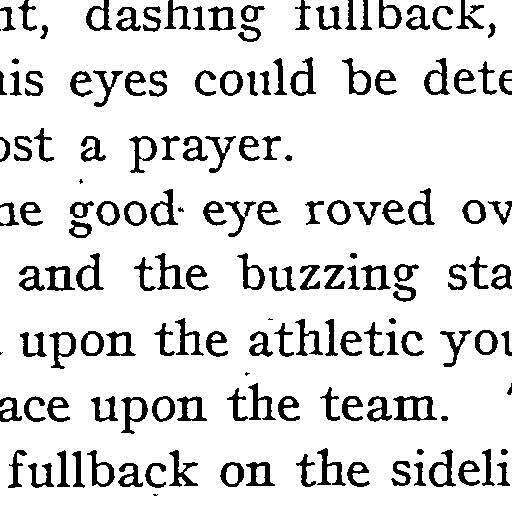 nt, dashing fullback,
his eyes could be dete
ost a prayer.
ne good eye roved ov
and the buzzing sta
upon the athletic you
ace upon the team. "
fullback on the sideli